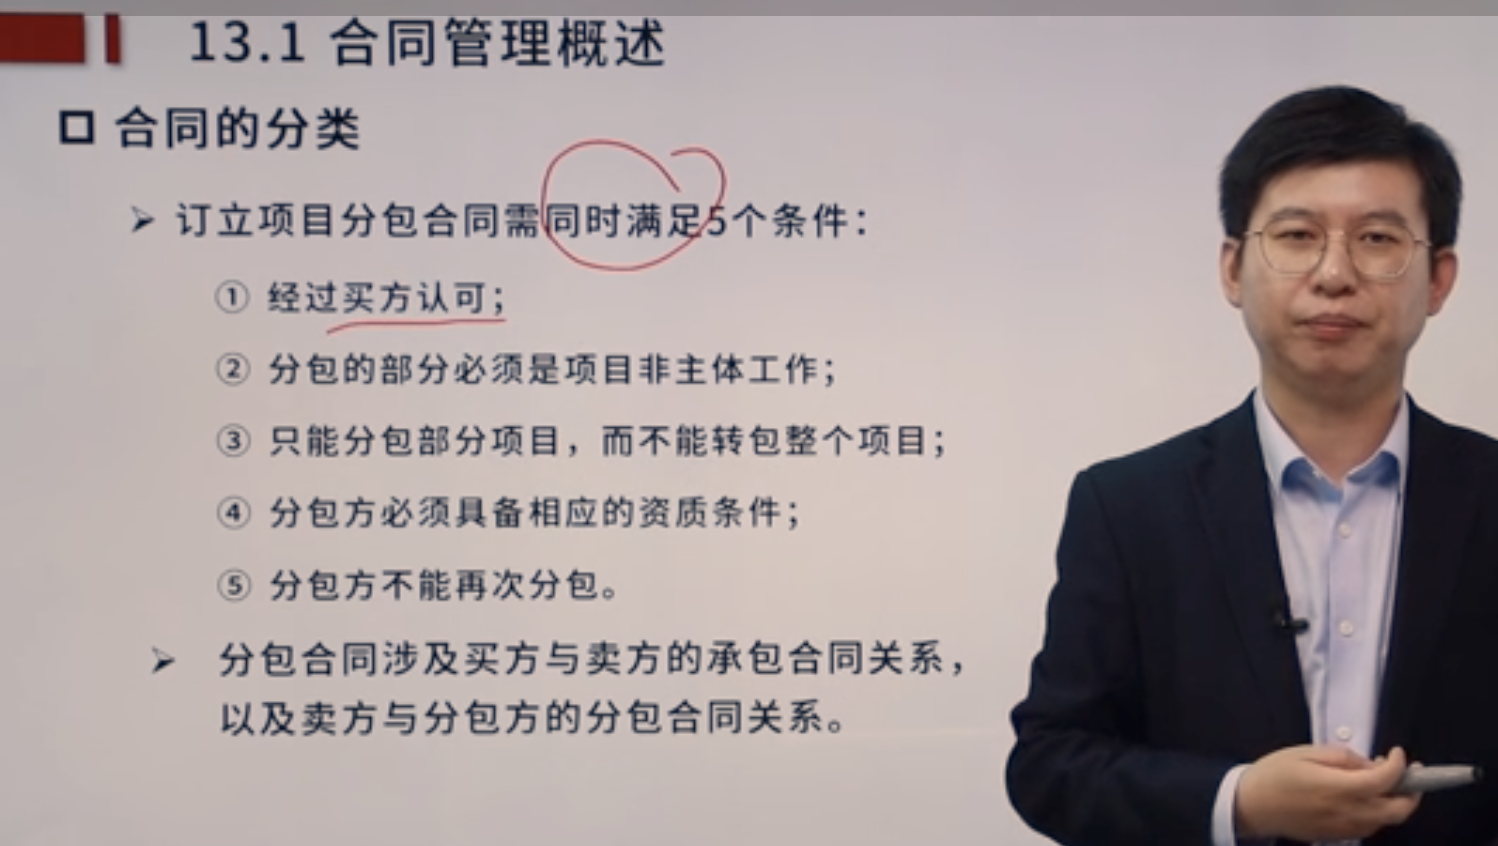 13.1 合同管理概述
合同的分类
订立项目分包合同需同时满足5个条件：
① 经过买方认可；
② 分包的部分必须是项目非主体工作；
③ 只能分包部分项目，而不能转包整个项目；
④ 分包方必须具备相应的资质条件；
⑤ 分包方不能再次分包。
分包合同涉及买方与卖方的承包合同关系，
以及卖方与分包方的分包合同关系。